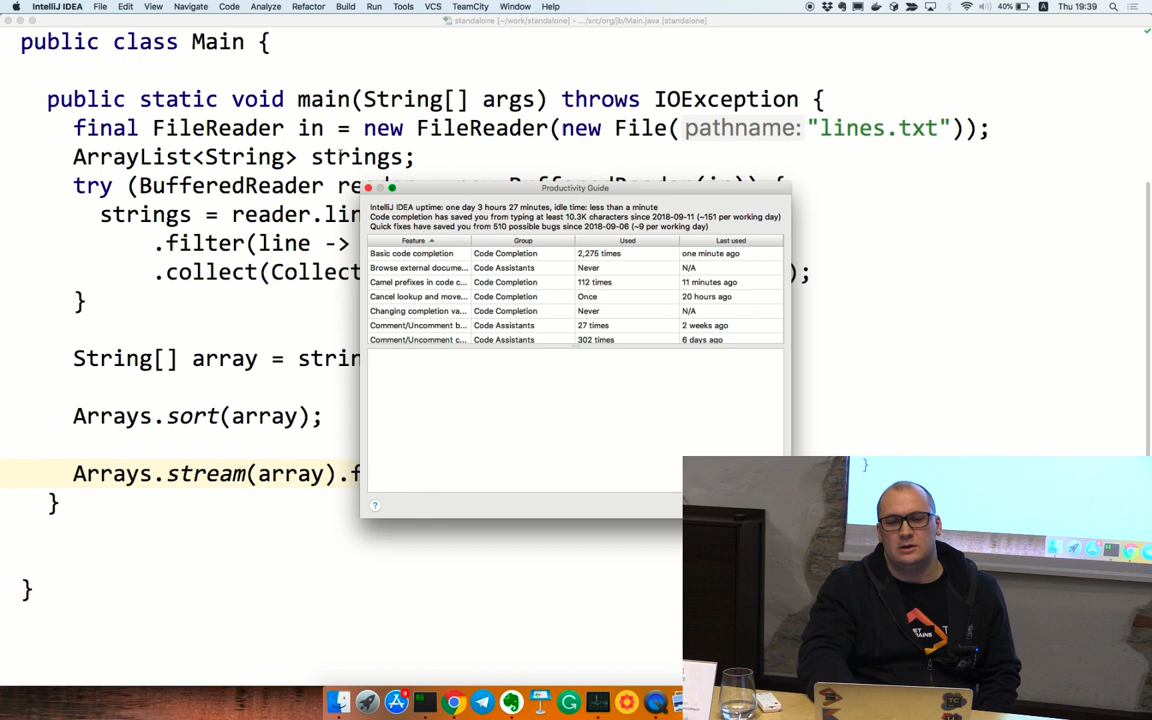 IntelliJ IDEA File Edit View Navigate Code Analyze Refactor Build Run Tools VCS TeamCity Window Help 40% A Thu 19:39
standalone [~/work/standalone] - .../src/org/jb/Main.java [standalone]
public class Main {
public static void main(String[] args) throws IOException {
final FileReader in = new FileReader(new File( pathname: "lines.txt"));
ArrayList<String> strings;
try (BufferedReader
strings = reader.lin
.filter(line ->
.collect(Collect
);
}
String[] array = strin
Arrays.sort(array);
Arrays.stream(array).f
}
}
Productivity Guide
IntelliJ IDEA uptime: one day 3 hours 27 minutes, idle time: less than a minute
Code completion has saved you from typing at least 10.3K characters since 2018-09-11 (~151 per working day)
Quick fixes have saved you from 510 possible bugs since 2018-09-06 (~9 per working day)
Feature Group Used Last used
Basic code completion Code Completion 2,275 times one minute ago
Browse external docume... Code Assistants Never N/A
Camel prefixes in code c... Code Completion 112 times 11 minutes ago
Cancel lookup and move... Code Completion Once 20 hours ago
Changing completion va... Code Completion Never N/A
Comment/Uncomment b... Code Assistants 27 times 2 weeks ago
Comment/Uncomment c... Code Assistants 302 times 6 days ago
?
}